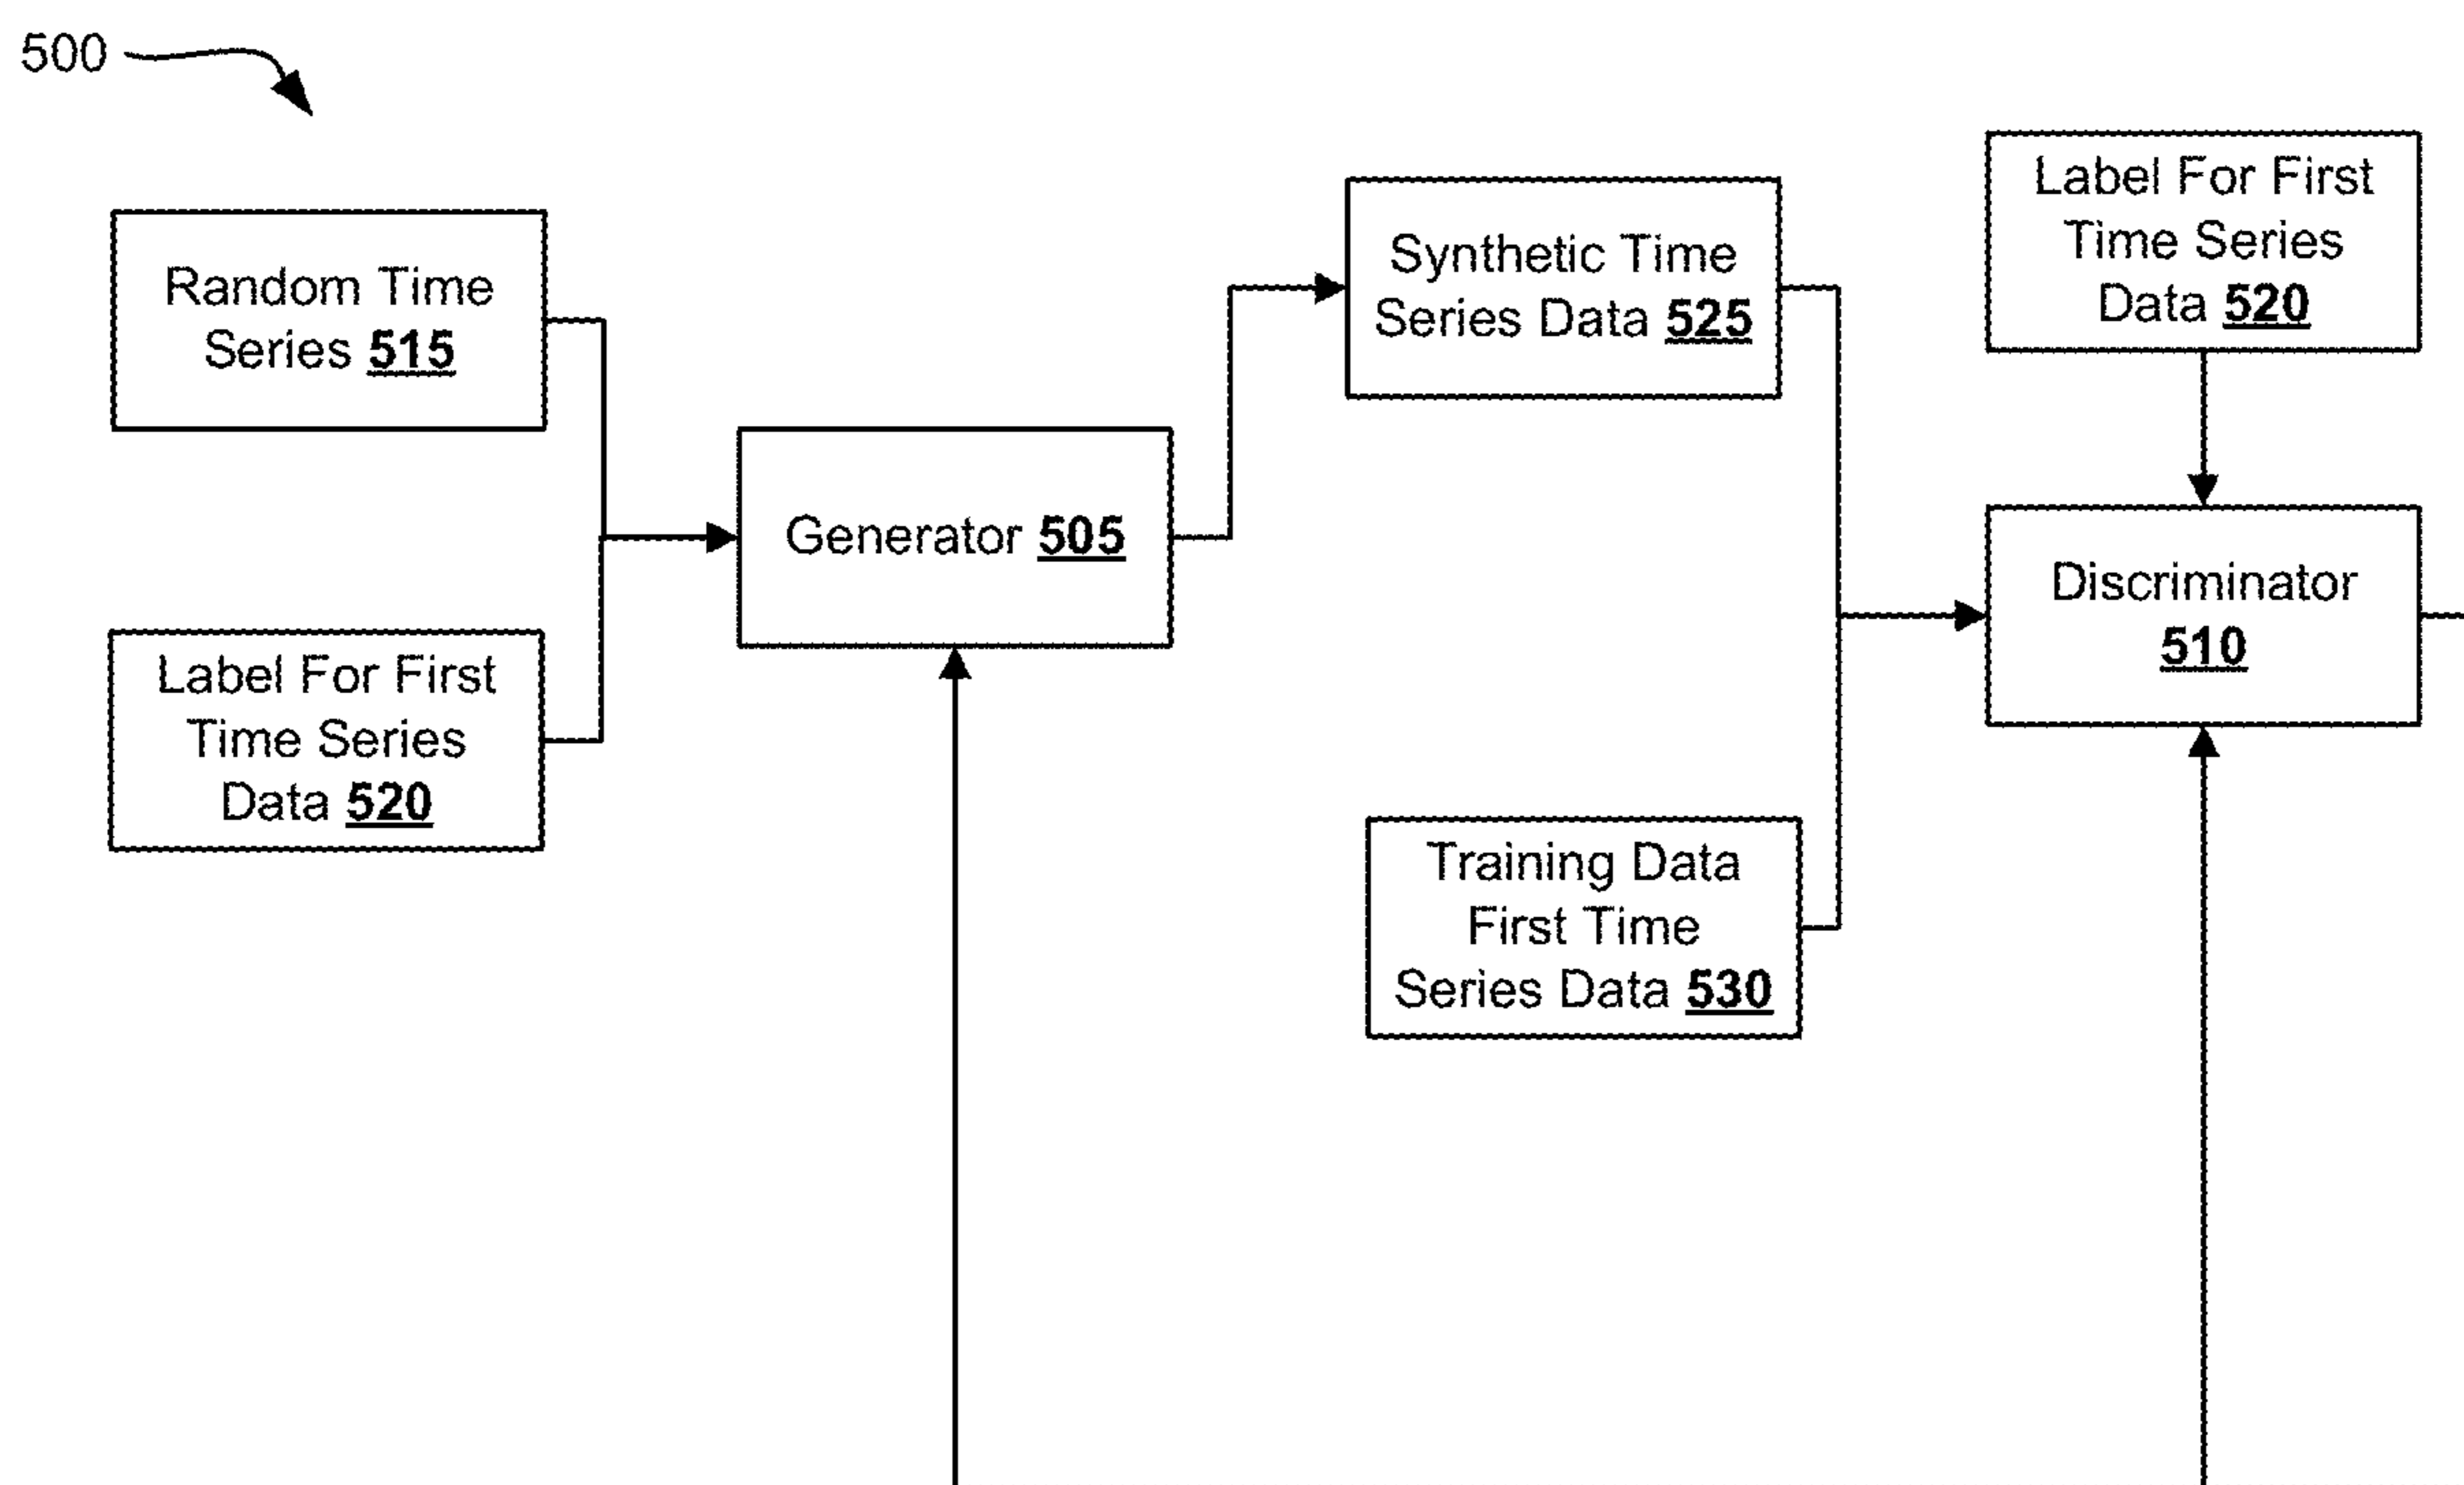 500
Random Time
Series 515
Label For First
Time Series
Data 520
Generator 505
Synthetic Time
Series Data 525
Training Data
First Time
Series Data 530
Label For First
Time Series
Data 520
Discriminator
510